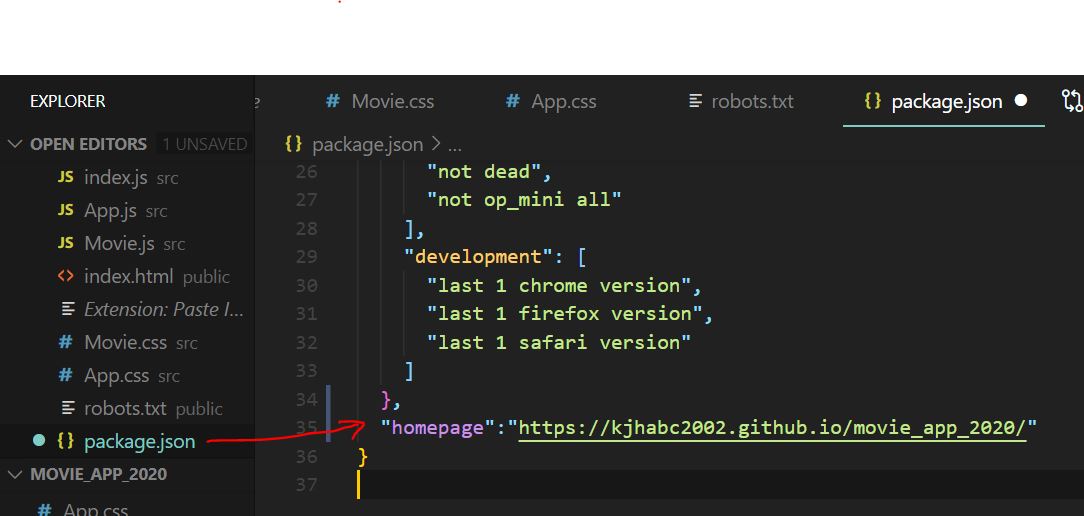 EXPLORER
e
Movie.css
App.css
robots.txt
package.json
OPEN EDITORS
1 UNSAVED
package.json > ...
JS index.js src
JS App.js src
JS Movie.js src
index.html public
Extension: Paste I...
Movie.css src
App.css src
robots.txt public
package.json
MOVIE_APP_2020
App.css
26 "not dead",
27 "not op_mini all"
28 ],
29 "development": [
30 "last 1 chrome version",
31 "last 1 firefox version",
32 "last 1 safari version"
33 ]
34 },
35 "homepage":"https://kjhabc2002.github.io/movie_app_2020/"
36 }
37